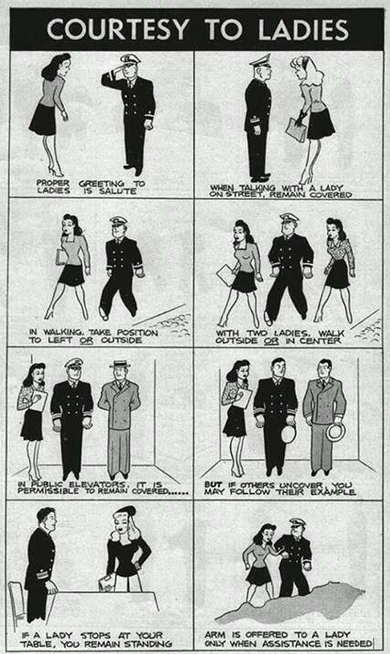 COURTESY TO LADIES
PROPER GREETING TO
LADIES IS SALUTE
WHEN TALKING WITH A LADY
ON STREET, REMAIN COVERED
IN WALKING, TAKE POSITION
TO LEFT OR OUTSIDE
WITH TWO LADIES, WALK
OUTSIDE OR IN CENTER
IN PUBLIC ELEVATORS, IT IS
PERMISSIBLE TO REMAIN COVERED......
BUT IF OTHERS UNCOVER, YOU
MAY FOLLOW THEIR EXAMPLE
IF A LADY STOPS AT YOUR
TABLE, YOU REMAIN STANDING
ARM IS OFFERED TO A LADY
ONLY WHEN ASSISTANCE IS NEEDED